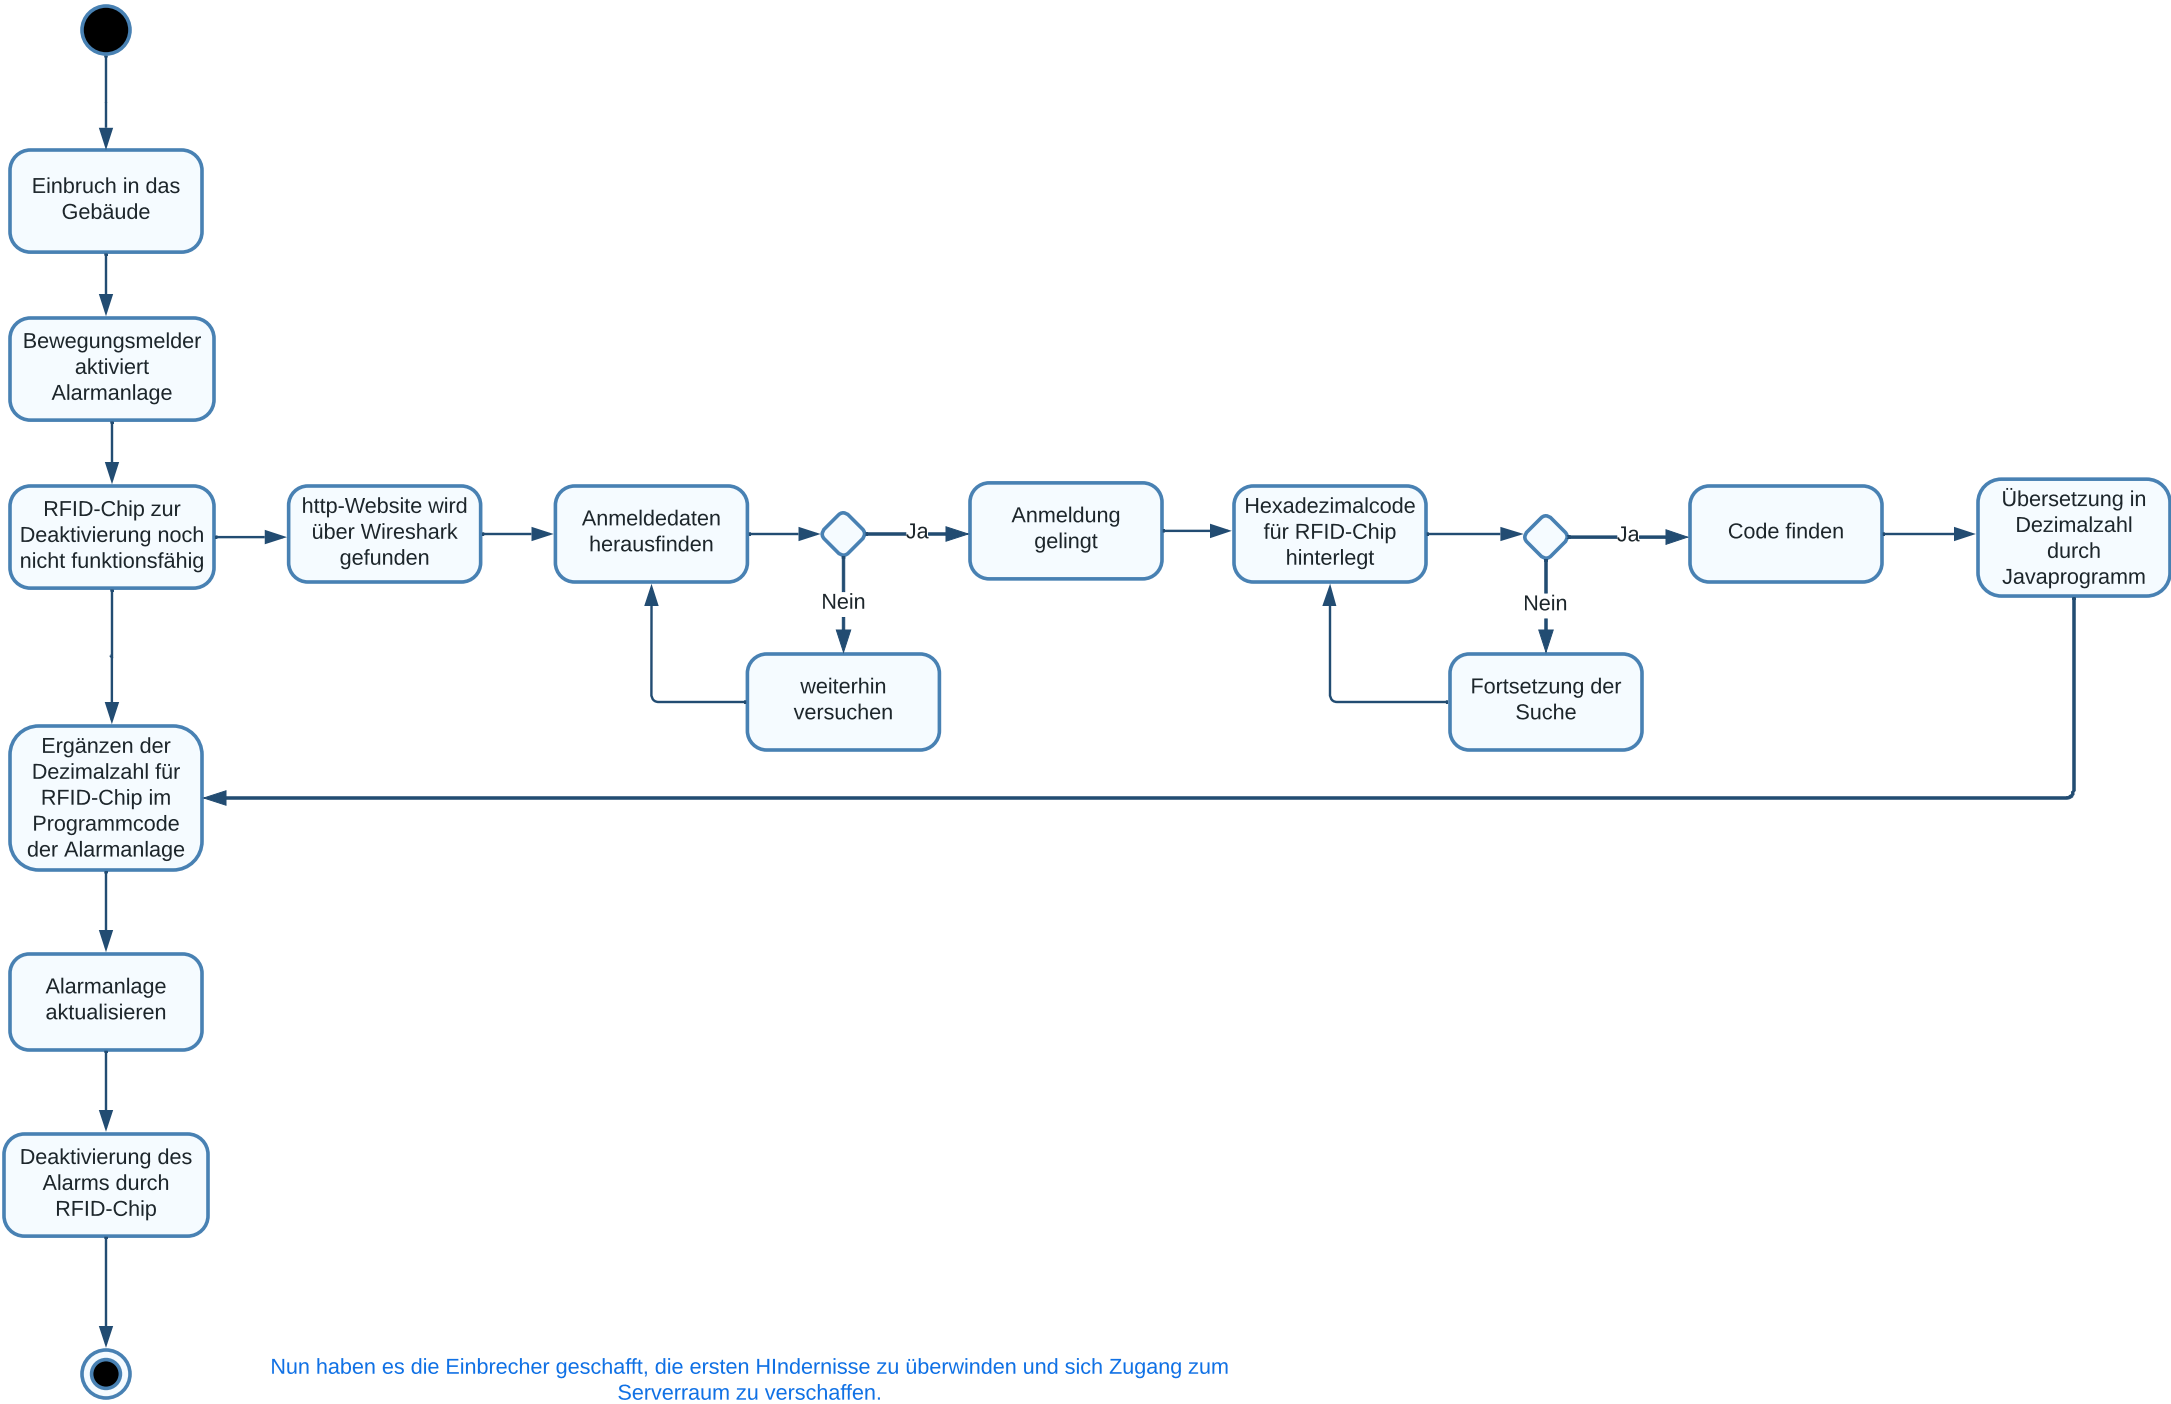 Einbruch in das
Gebäude
Bewegungsmelder
aktiviert
Alarmanlage
RFID-Chip zur
Deaktivierung noch
nicht funktionsfähig
http-Website wird
über Wireshark
gefunden
Anmeldedaten
herausfinden
Ja
Nein
weiterhin
versuchen
Anmeldung
gelingt
Hexadezimalcode
für RFID-Chip
hinterlegt
Ja
Nein
Fortsetzung der
Suche
Code finden
Übersetzung in
Dezimalzahl
durch
Javaprogramm
Ergänzen der
Dezimalzahl für
RFID-Chip im
Programmcode
der Alarmanlage
Alarmanlage
aktualisieren
Deaktivierung des
Alarms durch
RFID-Chip
Nun haben es die Einbrecher geschafft, die ersten HIndernisse zu überwinden und sich Zugang zum
Serverraum zu verschaffen.